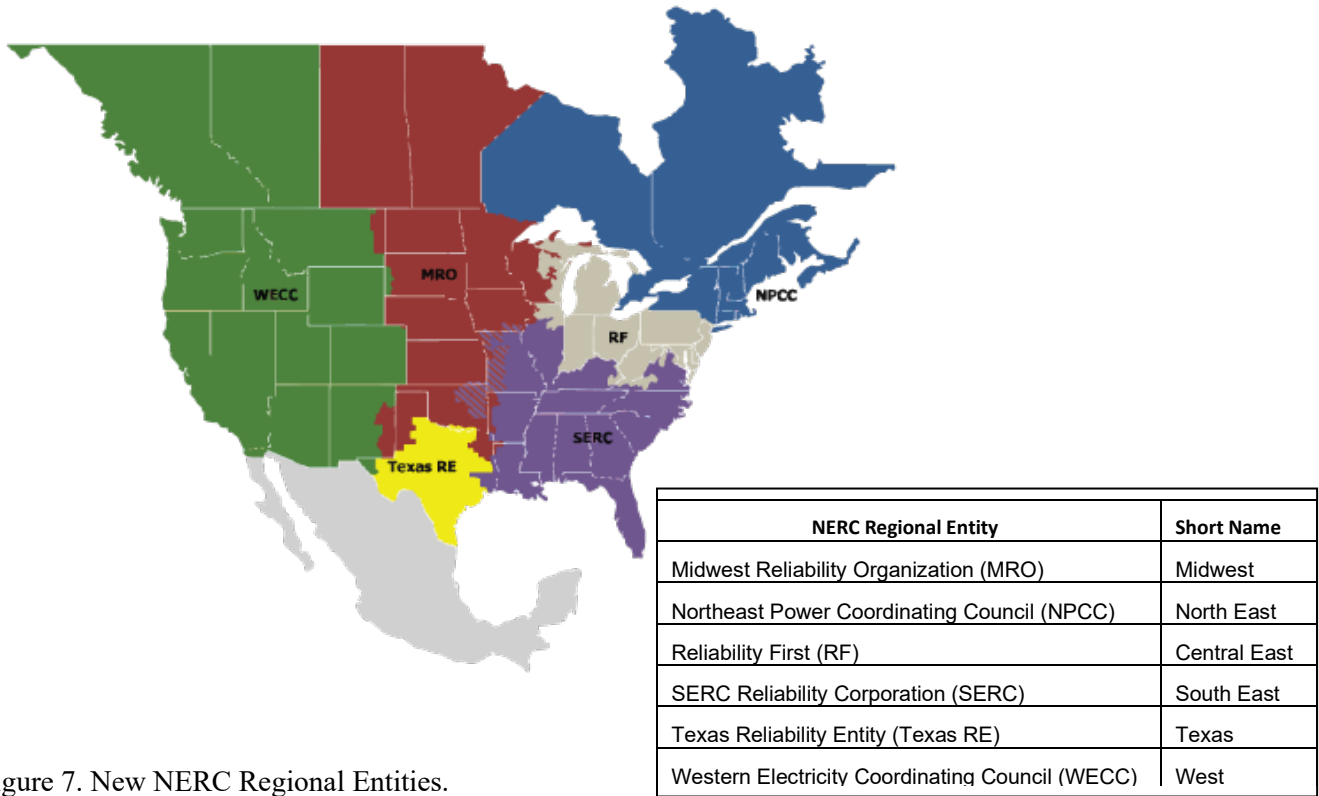 MRO
WECC
NPCC
RF
SERC
Texas RE
NERC Regional Entity Short Name
Midwest Reliability Organization (MRO) Midwest
Northeast Power Coordinating Council (NPCC) North East
Reliability First (RF) Central East
SERC Reliability Corporation (SERC) South East
Texas Reliability Entity (Texas RE) Texas
Western Electricity Coordinating Council (WECC) West
gure 7. New NERC Regional Entities.